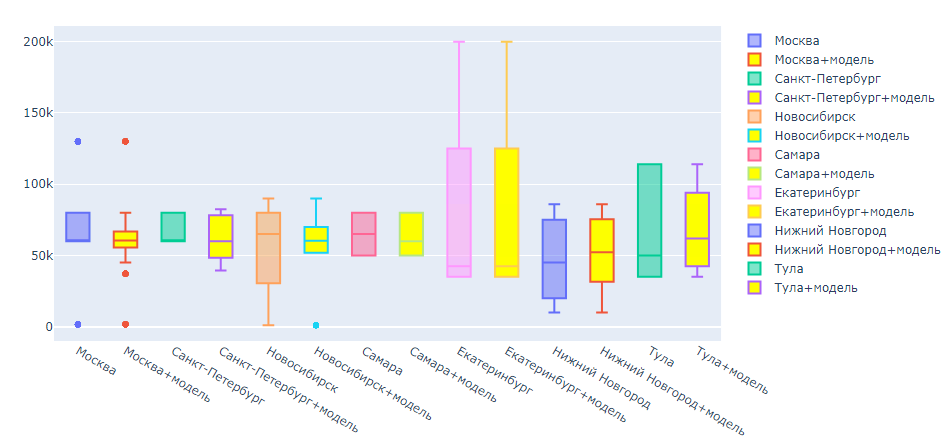 200k
150k
100k
50k
0
Москва
Москва+модель
Санкт-Петербург
Санкт-Петербург+модель
Новосибирск
Новосибирск+модель
Самара
Самара+модель
Екатеринбург
Екатеринбург+модель
Нижний Новгород
Нижний Новгород+модель
Тула
Тула+модель
Москва
Москва+модель
Санкт-Петербург
Санкт-Петербург+модель
Новосибирск
Новосибирск+модель
Самара
Самара+модель
Екатеринбург
Екатеринбург+модель
Нижний Новгород
Нижний Новгород+модель
Тула
Тула+модель